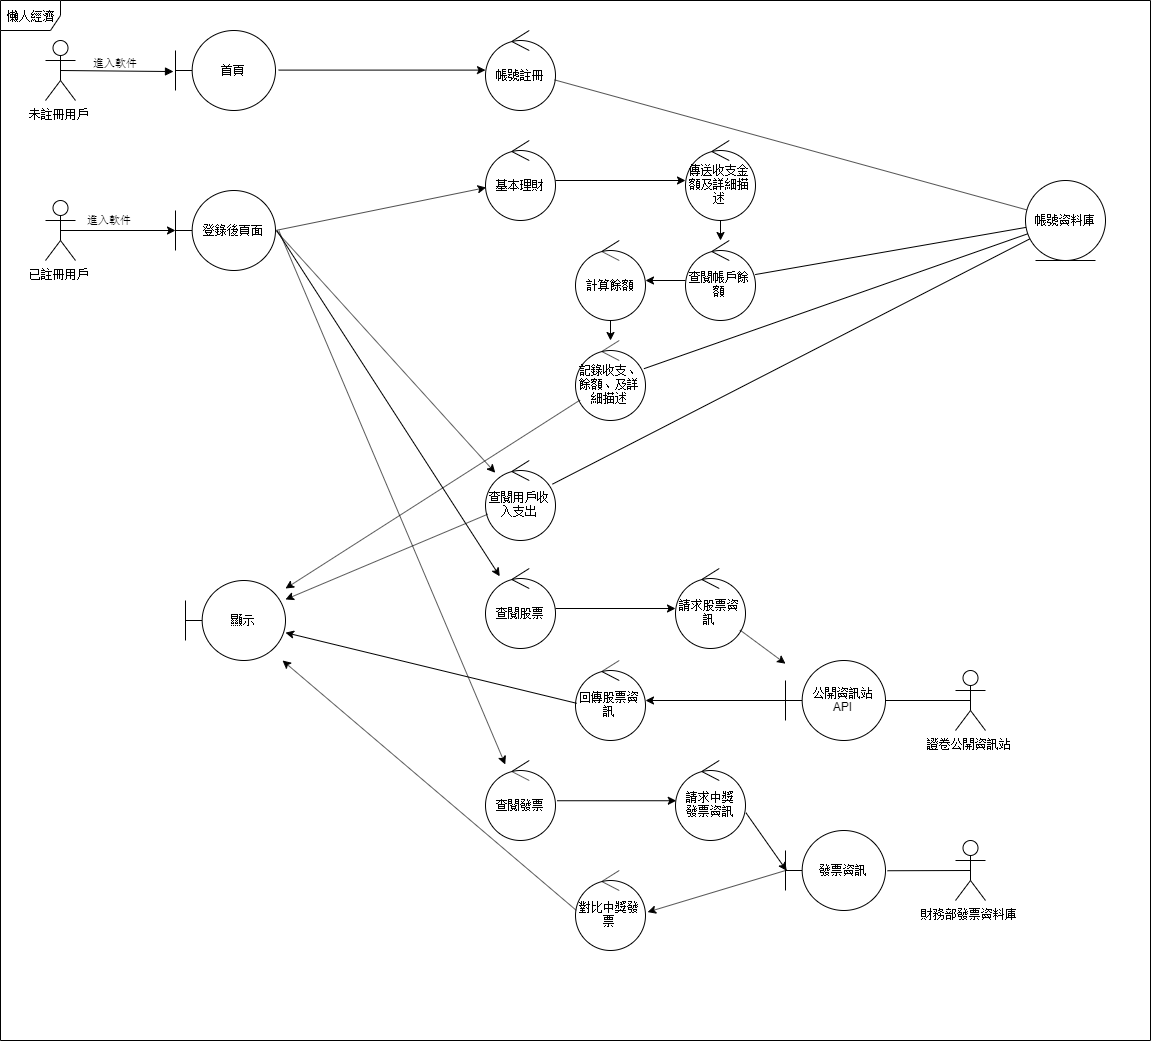 懶人經濟
進入軟件
首頁
帳號註冊
未註冊用戶
基本理財
傳送收支金
額及詳細描
述
進入軟件
登錄後頁面
帳號資料庫
已註冊用戶
計算餘額
查閱帳戶餘
額
記錄收支、
餘額、及詳
細描述
查閱用戶收
入支出
顯示
查閱股票
請求股票資
訊
回傳股票資
訊
公開資訊站
API
證卷公開資訊站
查閱發票
請求中獎
發票資訊
發票資訊
對比中獎發
票
財務部發票資料庫